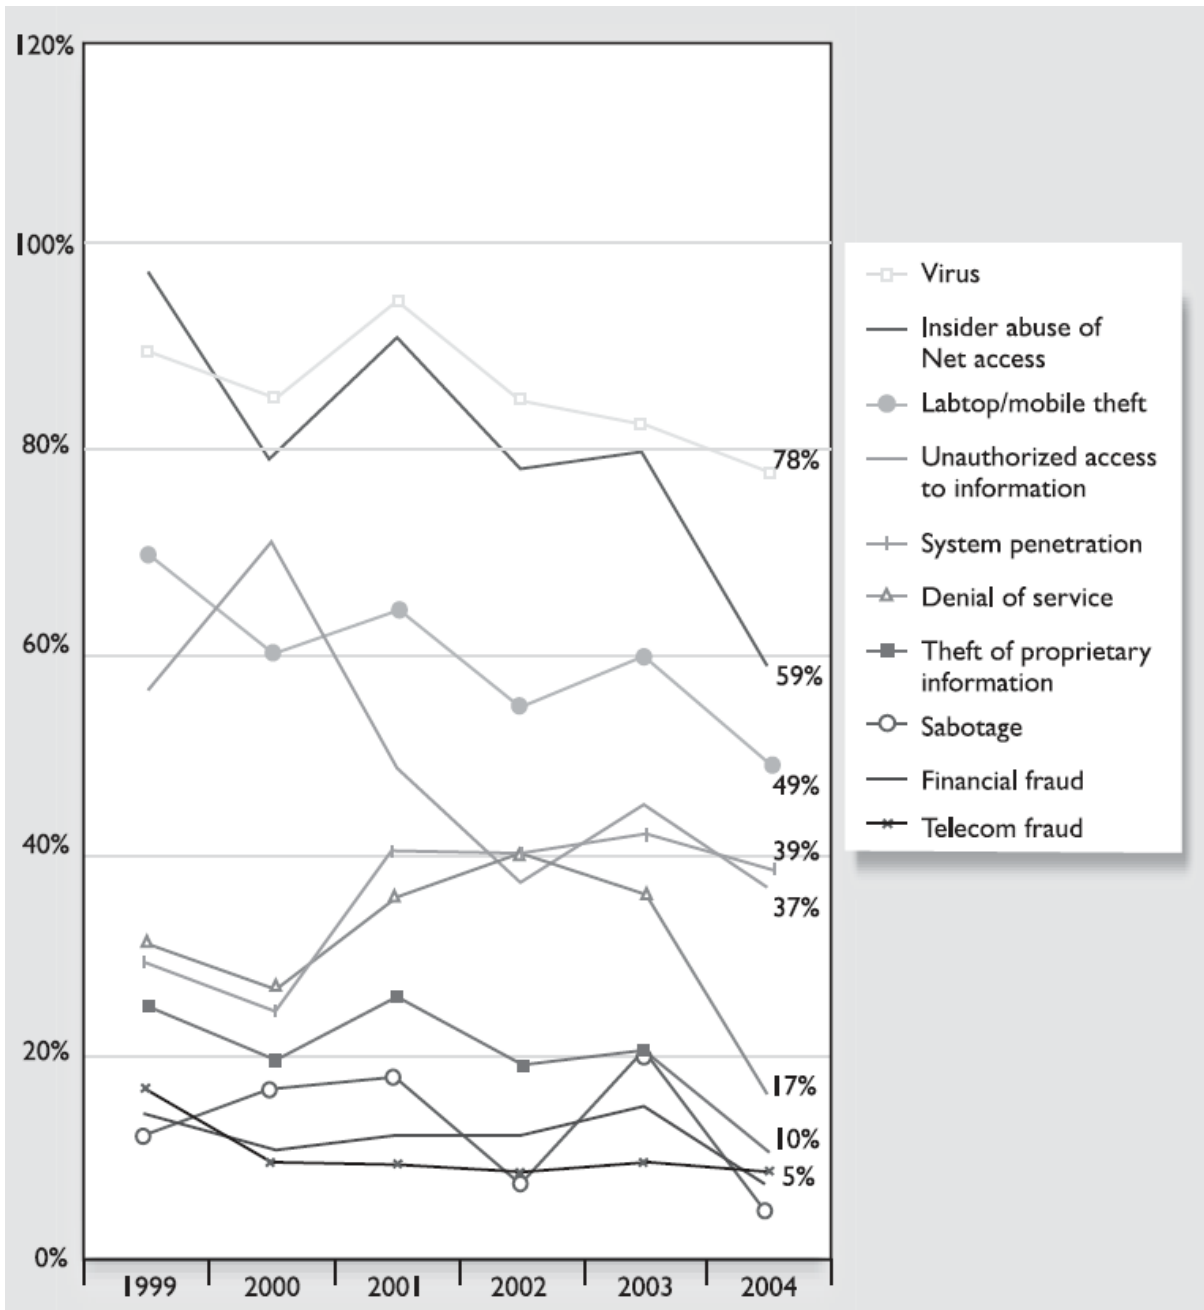 120%
100%
80%
60%
40%
20%
0%
78%
59%
49%
39%
37%
17%
10%
5%
1999 2000 2001 2002 2003 2004
Virus
Insider abuse of
Net access
Labtop/mobile theft
Unauthorized access
to information
System penetration
Denial of service
Theft of proprietary
information
Sabotage
Financial fraud
Telecom fraud